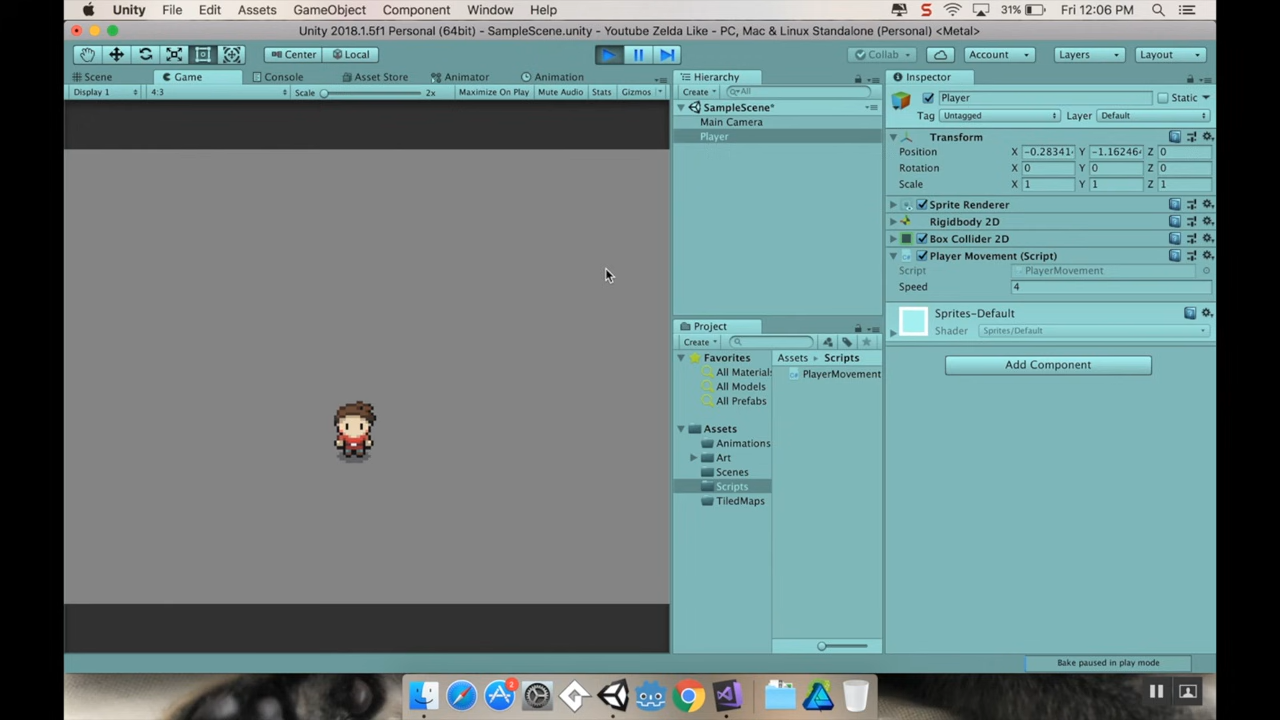 Unity File Edit Assets GameObject Component Window Help 31% Fri 12:06 PM
Unity 2018.1.5f1 Personal (64bit) - SampleScene.unity - Youtube Zelda Like - PC, Mac & Linux Standalone (Personal) <Metal>
Center Local Collab Account Layers Layout
Scene Game Console Asset Store Animator Animation
Display 1 4:3 Scale 2x Maximize On Play Mute Audio Stats Gizmos
Hierarchy
Create All
SampleScene*
Main Camera
Player
Project
Create
Favorites
All Material
All Models
All Prefabs
Assets
Animations
Art
Scenes
Scripts
TiledMaps
Assets Scripts
PlayerMovement
Inspector
Player Static
Tag Untagged Layer Default
Transform
Position X -0.28341 Y -1.16246 Z 0
Rotation X 0 Y 0 Z 0
Scale X 1 Y 1 Z 1
Sprite Renderer
Rigidbody 2D
Box Collider 2D
Player Movement (Script)
Script PlayerMovement
Speed 4
Sprites-Default
Shader Sprites/Default
Add Component
Bake paused in play mode
2